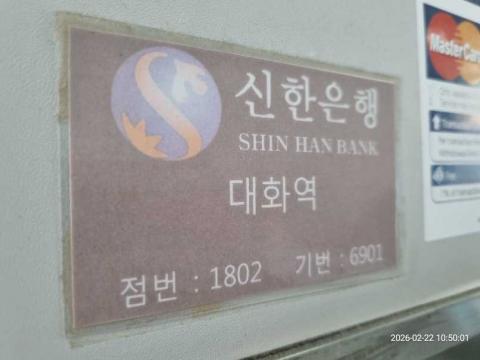 신한은행
SHIN HAN BANK
대화역
점번 : 1802 기번 : 6901
MasterCar
2026-02-22 10:50:01